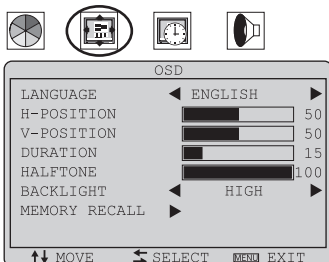 OSD
LANGUAGE ENGLISH
H-POSITION 50
V-POSITION 50
DURATION 15
HALFTONE 100
BACKLIGHT HIGH
MEMORY RECALL
MOVE SELECT MENU EXIT